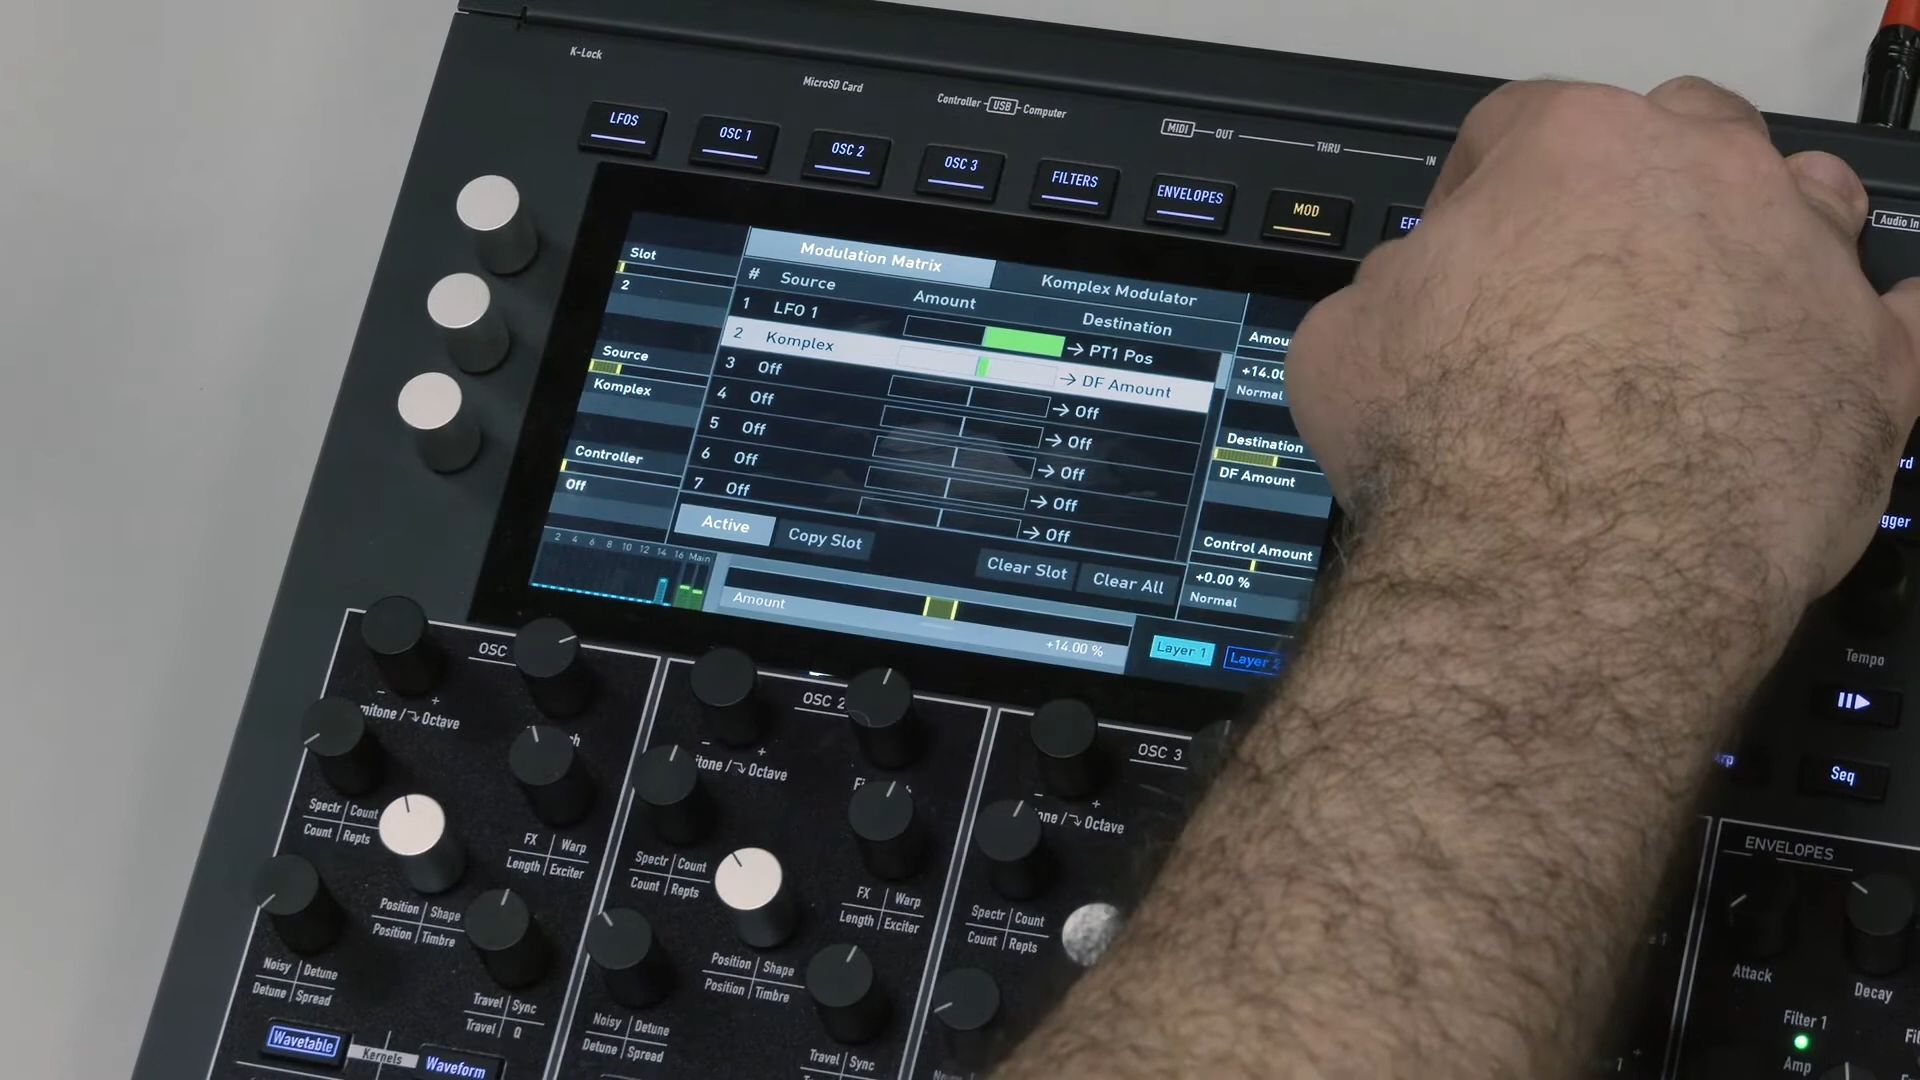 K-Lock
MicroSD Card
Controller USB Computer
MIDI OUT THRU IN
Audio In
LFOS
OSC 1
OSC 2
OSC 3
FILTERS
ENVELOPES
MOD
Modulation Matrix
Komplex Modulator
# Source Amount Destination
1 LFO 1 → PT1 Pos
2 Komplex → DF Amount
3 Off → Off
4 Off → Off
5 Off → Off
6 Off → Off
7 Off → Off
Slot
2
Source
Komplex
Controller
Off
Normal
Destination
DF Amount
Control Amount
+0.00 %
Normal
Active
Copy Slot
Clear Slot
Clear All
2 4 6 8 10 12 14 16 Main
Amount
+14.00 %
Layer 1
Layer 2
OSC
Octave
Spectr Count
Count Repts
FX Warp
Length Exciter
Position Shape
Position Timbre
Noisy Detune
Detune Spread
Travel Sync
Travel Q
Wavetable
Kernels
Waveform
OSC 2
Octave
Spectr Count
Count Repts
FX Warp
Length Exciter
Position Shape
Position Timbre
Noisy Detune
Detune Spread
Travel Sync
OSC 3
Octave
Spectr Count
Count Repts
Tempo
Seq
ENVELOPES
Attack
Decay
Filter 1
Amp